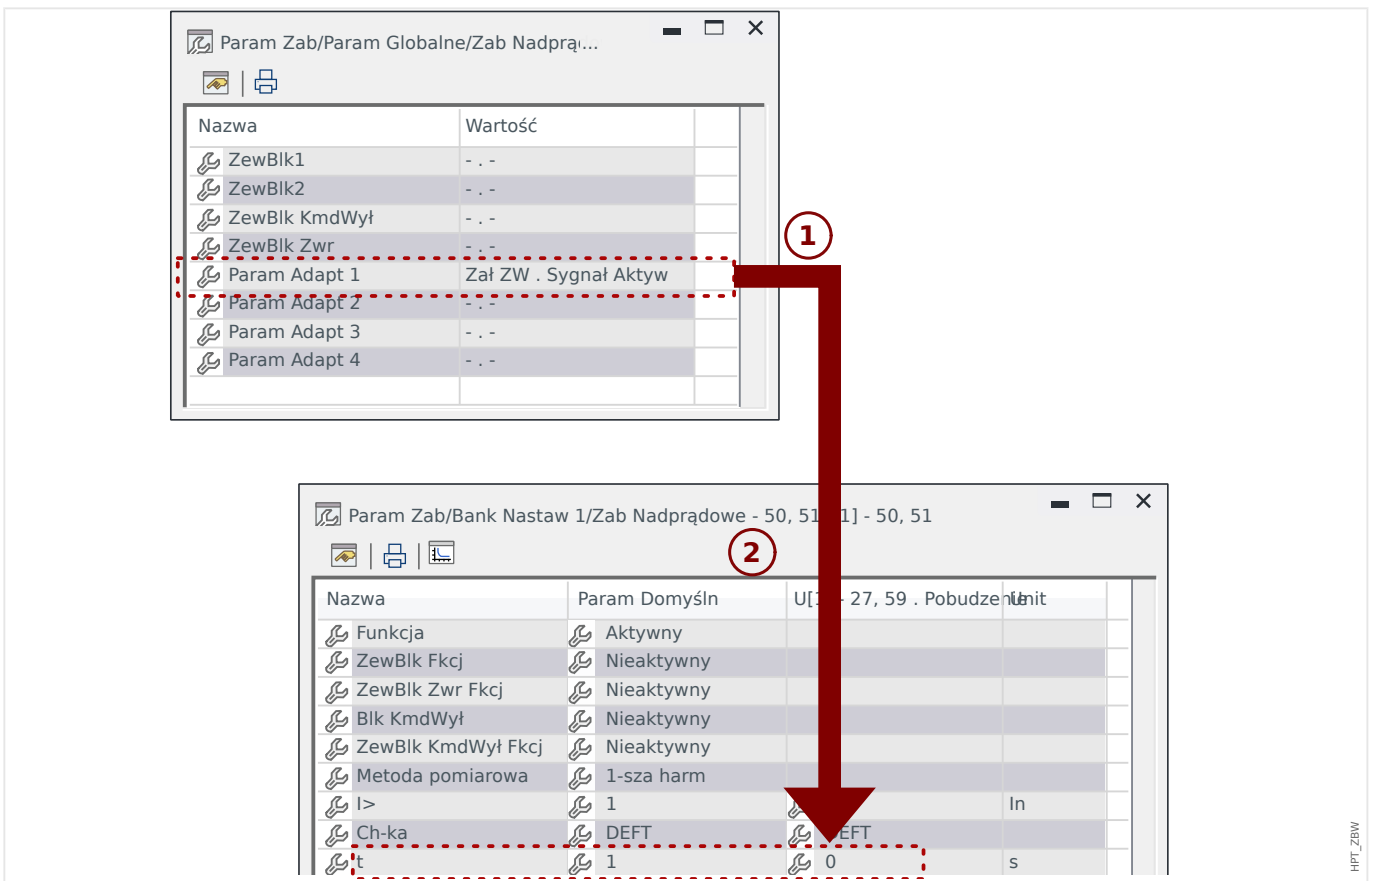 Param Zab/Param Globalne/Zab Nadprą...
Nazwa Wartość
ZewBlk1 - . -
ZewBlk2 - . -
ZewBlk KmdWył - . -
ZewBlk Zwr - . -
Param Adapt 1 Zał ZW . Sygnał Aktyw
Param Adapt 2 - . -
Param Adapt 3 - . -
Param Adapt 4 - . -
1
Param Zab/Bank Nastaw 1/Zab Nadprądowe - 50, 51 1] - 50, 51
2
Nazwa Param Domyśln - 27, 59 . Pobudzenie Unit
Funkcja Aktywny
ZewBlk Fkcj Nieaktywny
ZewBlk Zwr Fkcj Nieaktywny
Blk KmdWył Nieaktywny
ZewBlk KmdWył Fkcj Nieaktywny
Metoda pomiarowa 1-sza harm
I> 1 In
Ch-ka DEFT
t 1 0 s
HPT_ZBW